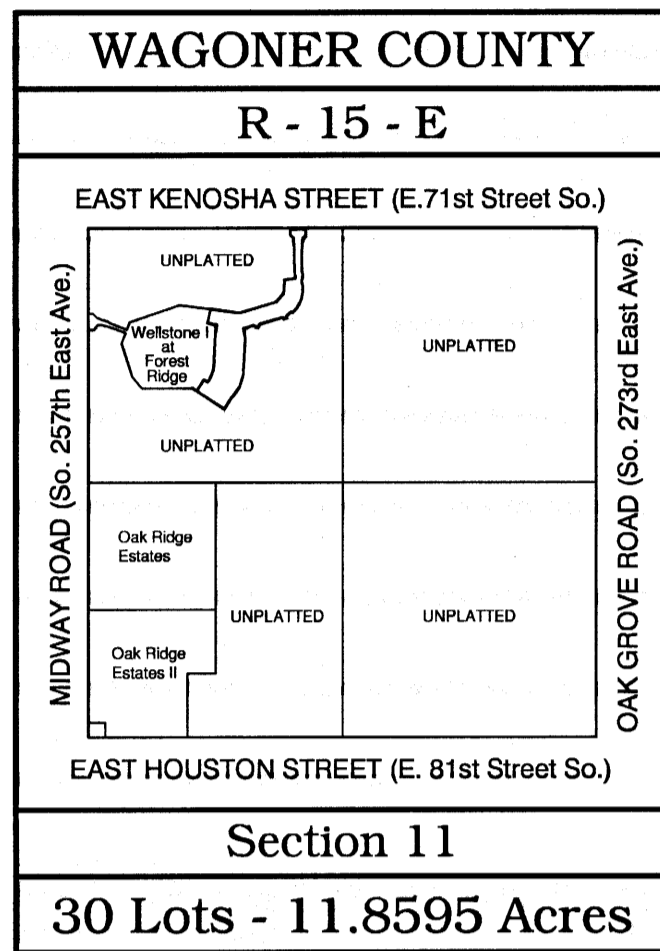 WAGONER COUNTY
R - 15 - E
EAST KENOSHA STREET (E.71st Street So.)
MIDWAY ROAD (So. 257th East Ave.)
UNPLATTED
Wellstone I
at
Forest
Ridge
UNPLATTED
UNPLATTED
OAK GROVE ROAD (So. 273rd East Ave.)
Oak Ridge
Estates
UNPLATTED
UNPLATTED
Oak Ridge
Estates II
EAST HOUSTON STREET (E. 81st Street So.)
Section 11
30 Lots - 11.8595 Acres